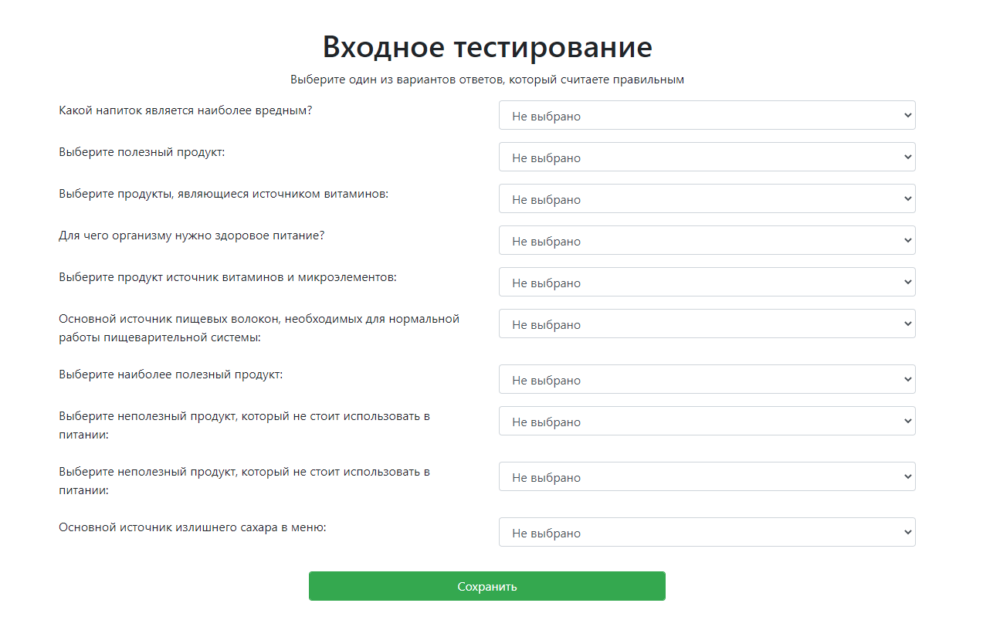 Входное тестирование
Выберите один из вариантов ответов, который считаете правильным
Какой напиток является наиболее вредным?
Не выбрано
Выберите полезный продукт:
Не выбрано
Выберите продукты, являющиеся источником витаминов:
Не выбрано
Для чего организму нужно здоровое питание?
Не выбрано
Выберите продукт источник витаминов и микроэлементов:
Не выбрано
Основной источник пищевых волокон, необходимых для нормальной
работы пищеварительной системы:
Не выбрано
Выберите наиболее полезный продукт:
Не выбрано
Выберите неполезный продукт, который не стоит использовать в
питании:
Не выбрано
Выберите неполезный продукт, который не стоит использовать в
питании:
Не выбрано
Основной источник излишнего сахара в меню:
Не выбрано
Сохранить